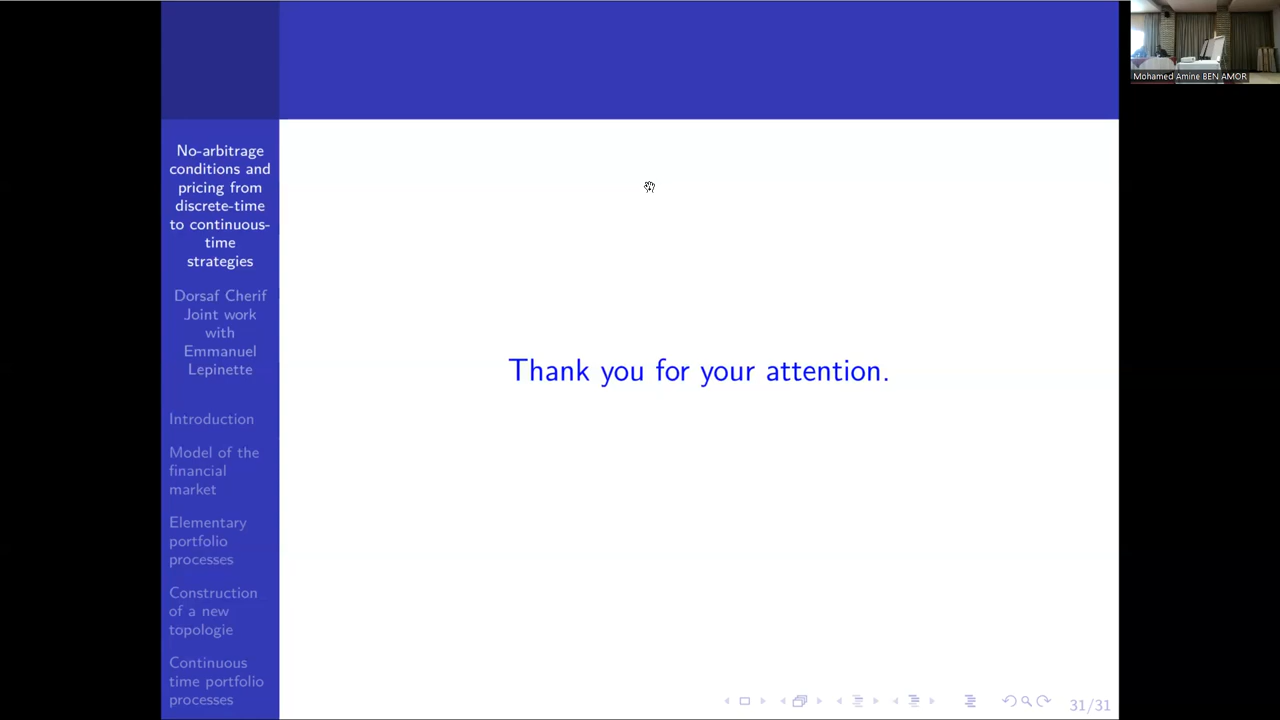 No-arbitrage
conditions and
pricing from
discrete-time
to continuous-
time
strategies
Dorsaf Cherif
Joint work
with
Emmanuel
Lepinette
Introduction
Model of the
financial
market
Elementary
portfolio
processes
Construction
of a new
topologie
Continuous
time portfolio
processes
Thank you for your attention.
31/31
Mohamed Amine BEN AMOR